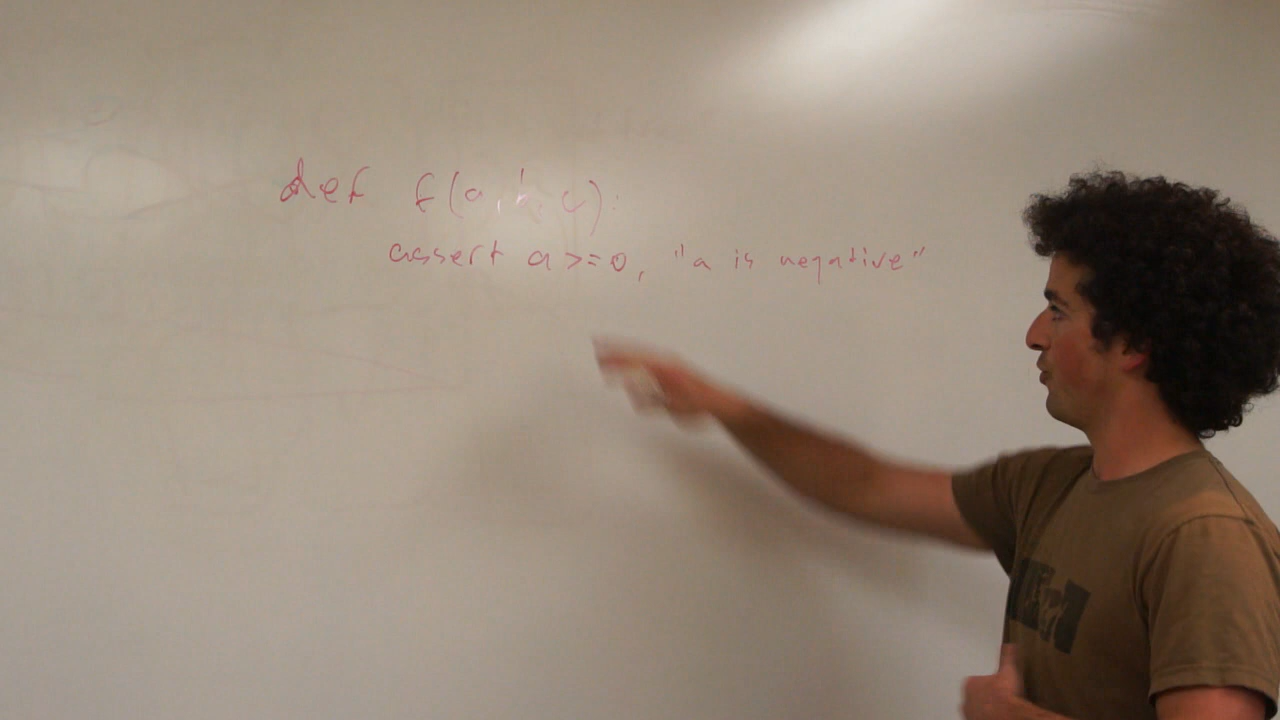 def f(a, b, c):
assert a >= 0, "a is negative"